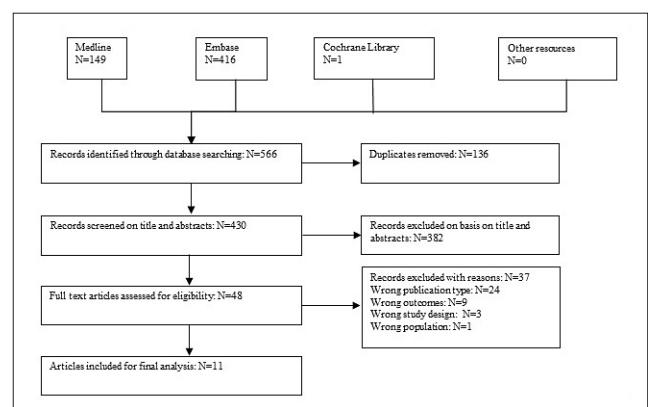 Medline
N=149
Embase
N=416
Cochrane Library
N=1
Other resources
N=0
Records identified through database searching: N=566
Duplicates removed: N=136
Records screened on title and abstracts: N=430
Records excluded on basis on title and
abstracts: N=382
Full text articles assessed for eligibility: N=48
Records excluded with reasons: N=37
Wrong publication type: N=24
Wrong outcomes: N=9
Wrong study design: N=3
Wrong population: N=1
Articles included for final analysis: N=11